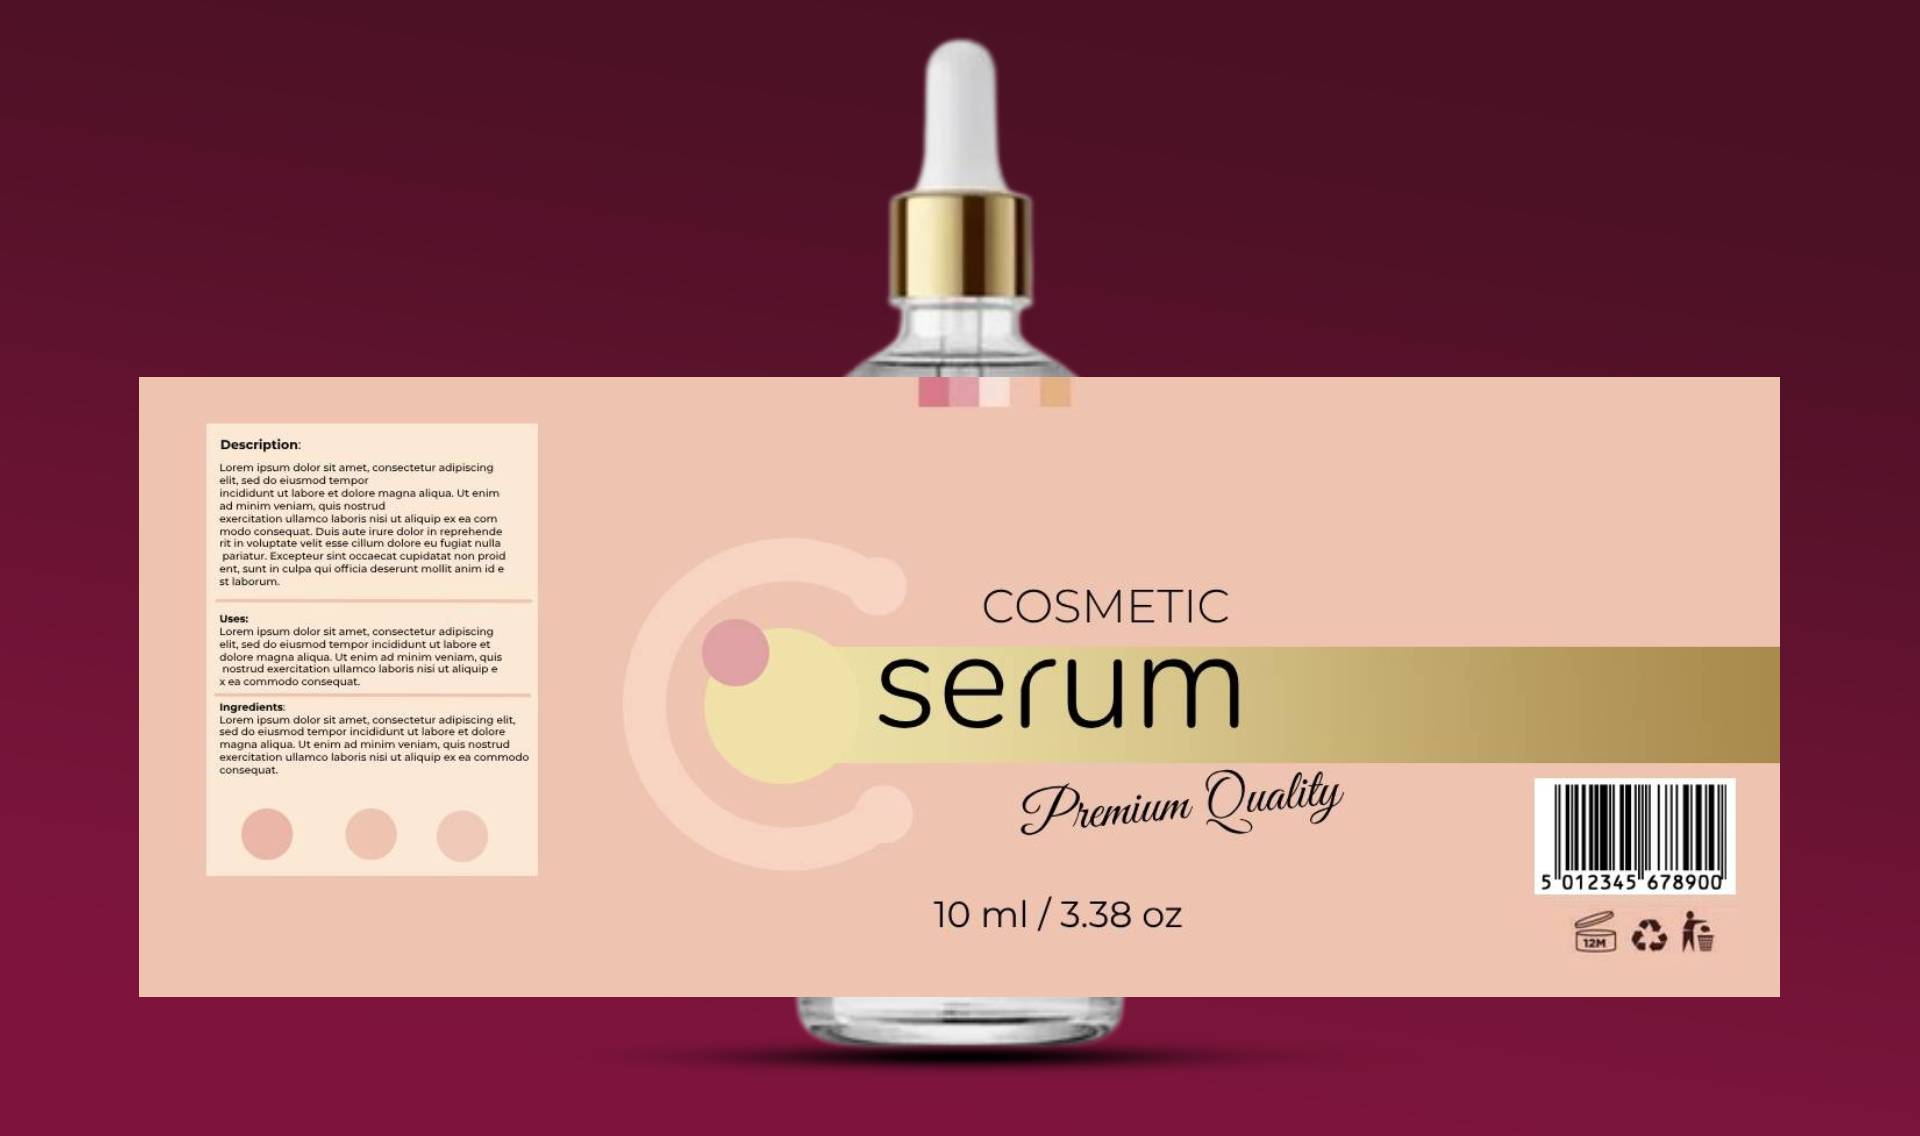 Description:
Lorem ipsum dolor sit amet, consectetur adipiscing
elit, sed do eiusmod tempor
incididunt ut labore et dolore magna aliqua. Ut enim
ad minim veniam, quis nostrud
exercitation ullamco laboris nisi ut aliquip ex ea com
modo consequat. Duis aute irure dolor in reprehende
rit in voluptate velit esse cillum dolore eu fugiat nulla
pariatur. Excepteur sint occaecat cupidatat non proid
ent, sunt in culpa qui officia deserunt mollit anim id e
st laborum.
Uses:
Lorem ipsum dolor sit amet, consectetur adipiscing
elit, sed do eiusmod tempor incididunt ut labore et
dolore magna aliqua. Ut enim ad minim veniam, quis
nostrud exercitation ullamco laboris nisi ut aliquip e
x ea commodo consequat.
Ingredients:
Lorem ipsum dolor sit amet, consectetur adipiscing elit,
sed do eiusmod tempor incididunt ut labore et dolore
magna aliqua. Ut enim ad minim veniam, quis nostrud
exercitation ullamco laboris nisi ut aliquip ex ea commodo
consequat.
COSMETIC
serum
Premium Quality
10 ml / 3.38 oz
5 012345 678900
12M